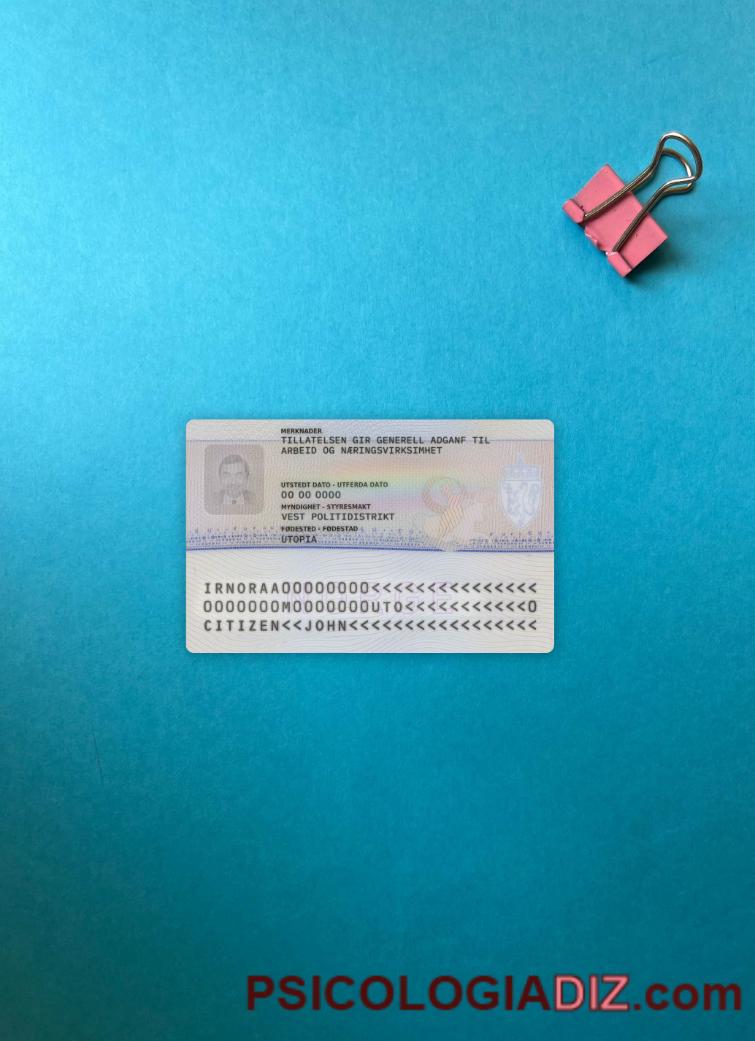 MERKNADER
TILLATELSEN GIR GENERELL ADGANF TIL
ARBEID OG NÆRINGSVIRKSIMHET
UTSTEDT DATO - UTFERDA DATO
00 00 0000
MYNDIGHET - STYRESMAKT
VEST POLITIDISTRIKT
FØDESTED - FØDESTAD
UTOPIA
IRNORAA00000000<<<<<<<<<<<<<<<
0000000M0000000UTO<<<<<<<<<<<0
CITIZEN<<JOHN<<<<<<<<<<<<<<<<<
PSICOLOGIADIZ.com